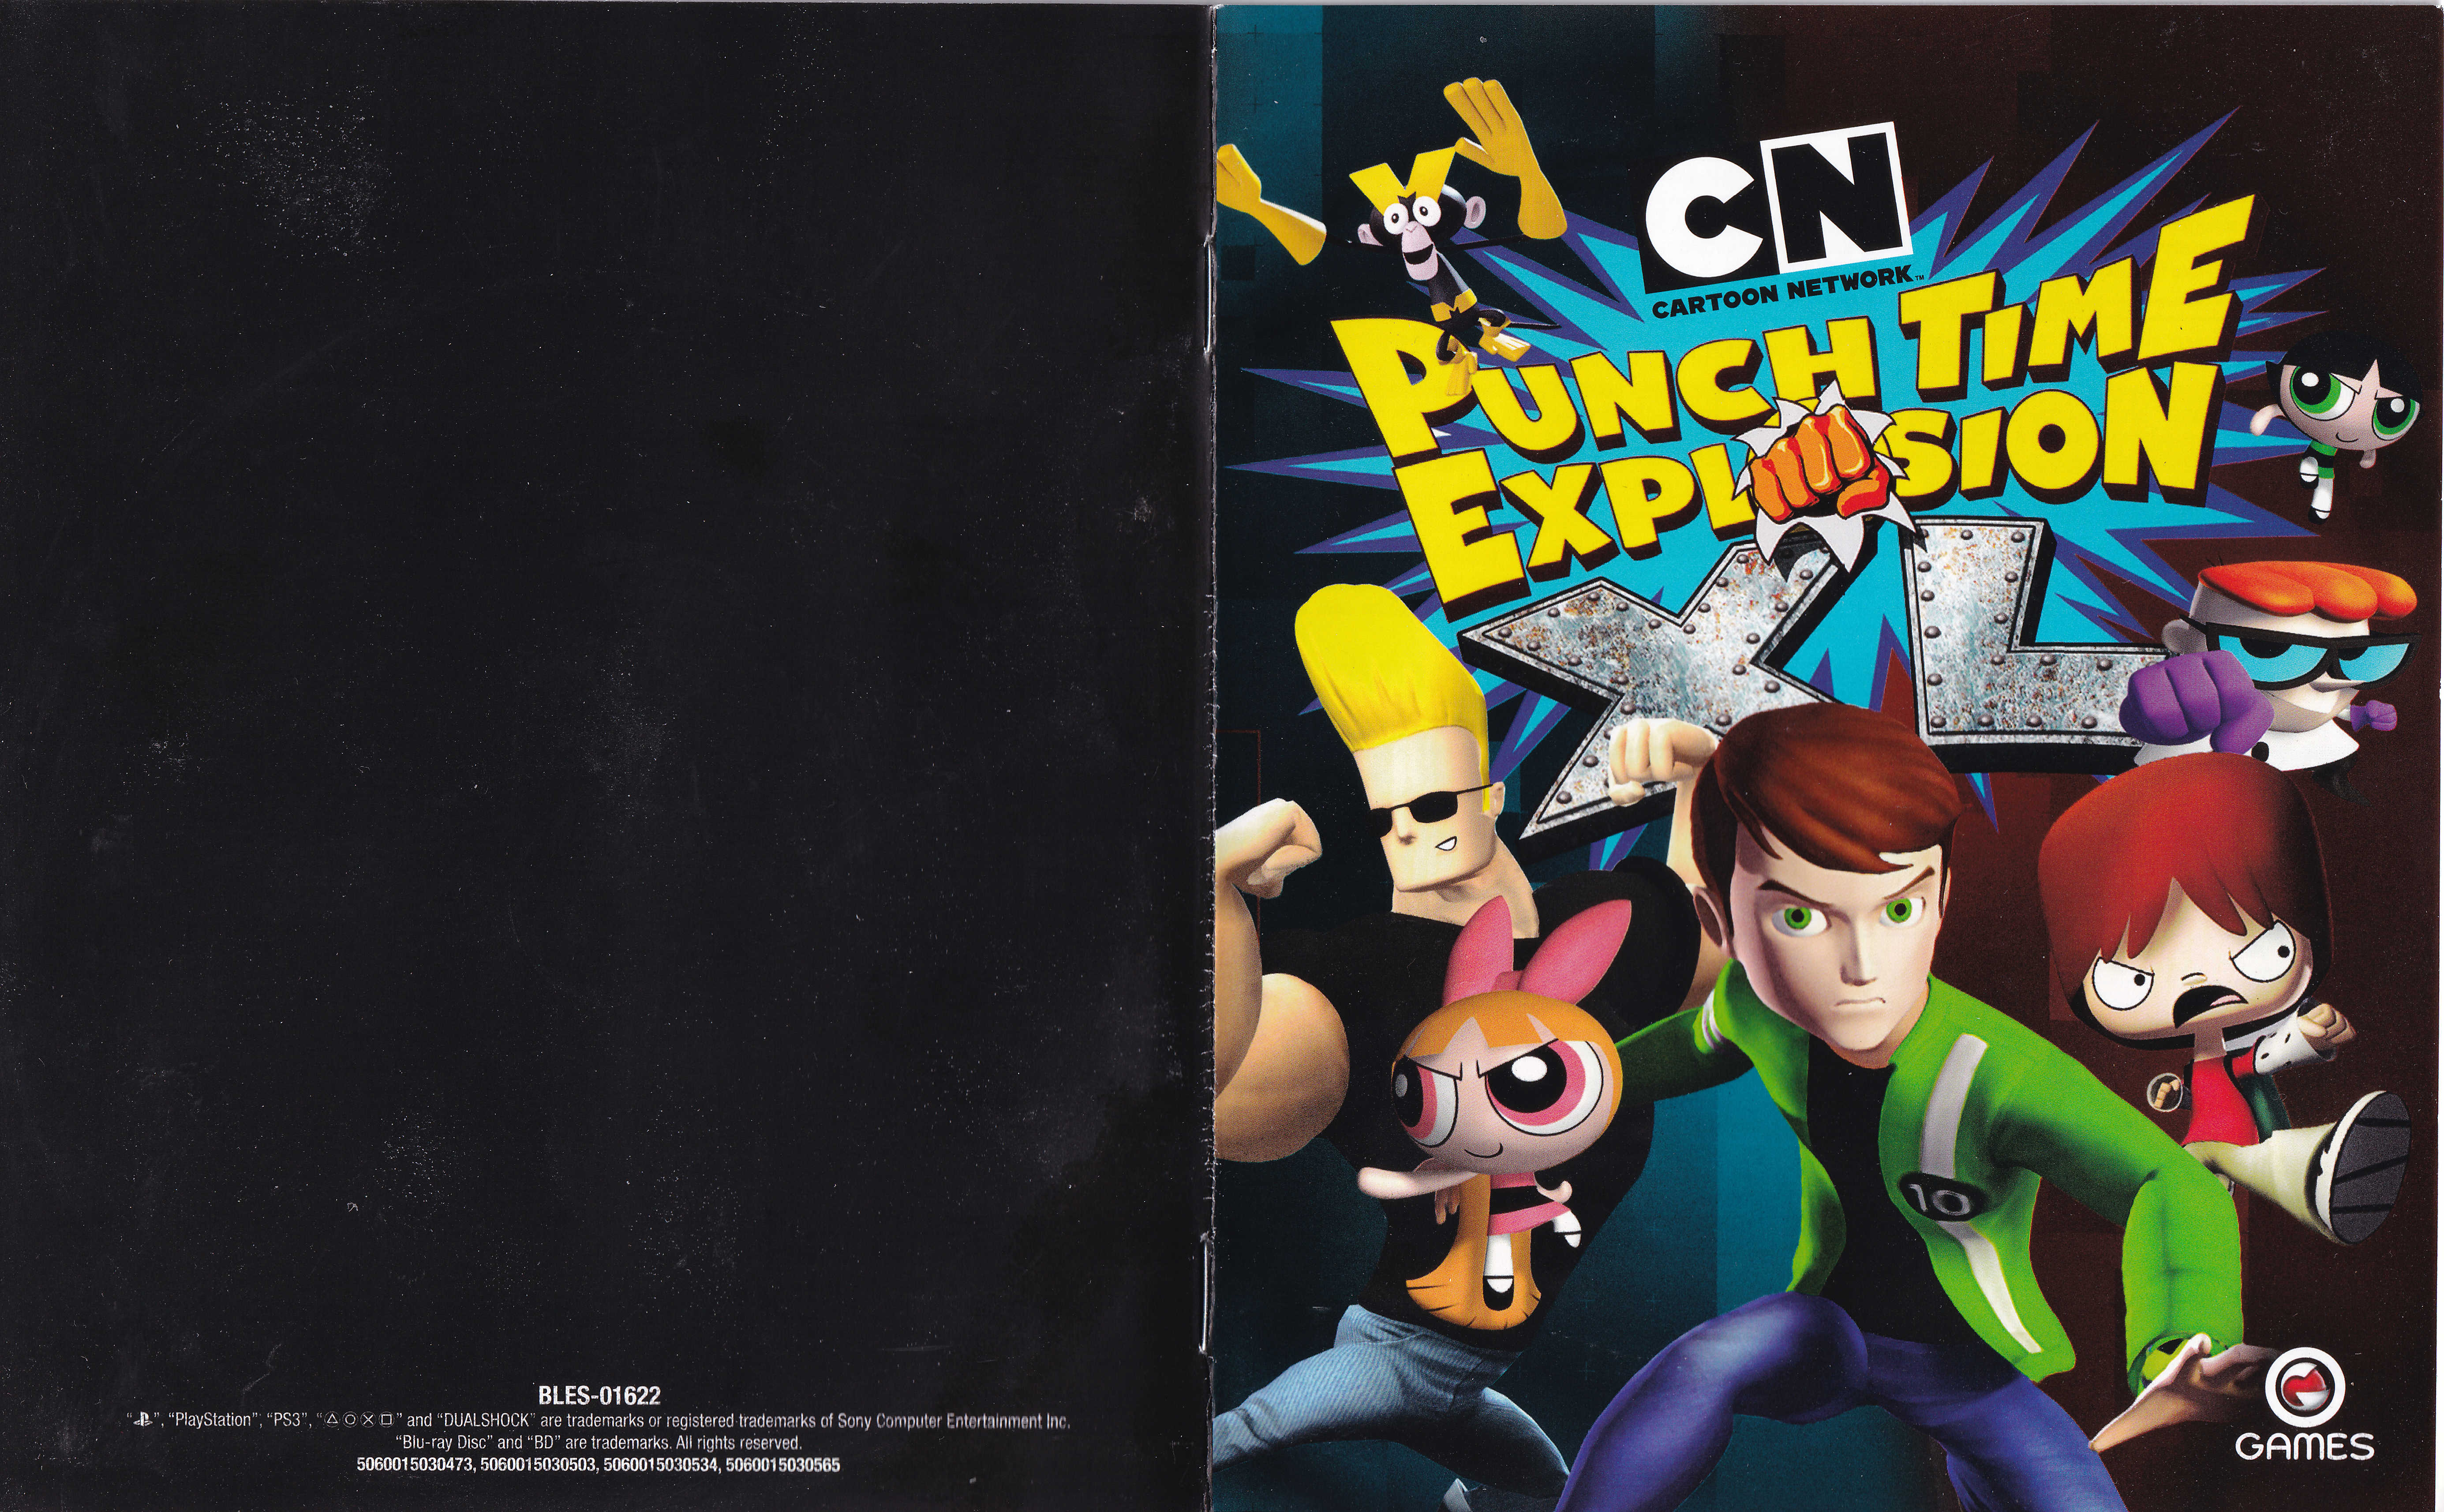 BLES-01622
“ ”, “PlayStation”, “PS3”, “△○✕□” and “DUALSHOCK” are trademarks or registered trademarks of Sony Computer Entertainment Inc.
“Blu-ray Disc” and “BD” are trademarks. All rights reserved.
5060015030473, 5060015030503, 5060015030534, 5060015030565
CN
CARTOON NETWORK™
PUNCH TIME
EXPLOSION
XL
10
GAMES